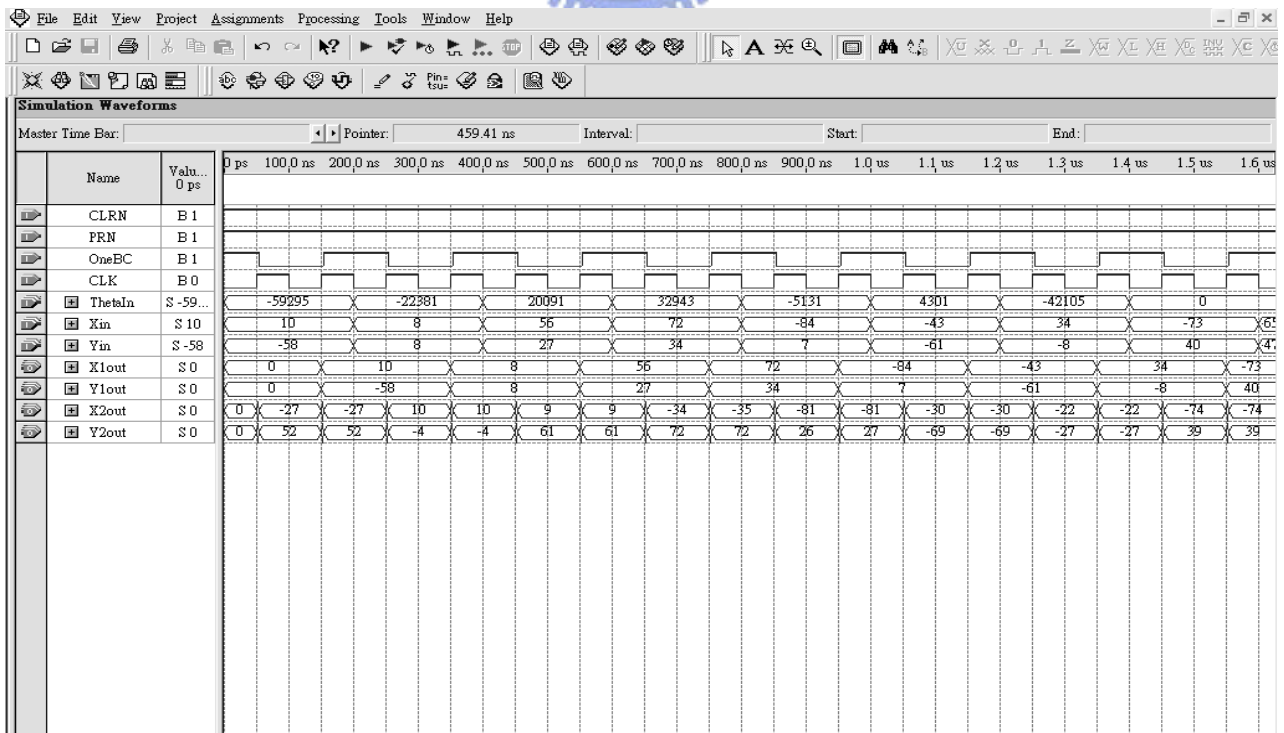 File Edit View Project Assignments Processing Tools Window Help
Pin= tsu=
Simulation Waveforms
Master Time Bar: Pointer: 459.41 ns Interval: Start: End:
Name Valu... 0 ps
0 ps 100.0 ns 200.0 ns 300.0 ns 400.0 ns 500.0 ns 600.0 ns 700.0 ns 800.0 ns 900.0 ns 1.0 us 1.1 us 1.2 us 1.3 us 1.4 us 1.5 us 1.6 us
CLRN B 1
PRN B 1
OneBC B 1
CLK B 0
ThetaIn S -59... -59295 -22381 20091 32943 -5131 4301 -42105 0
Xin S 10 10 8 56 72 -84 -43 34 -73
Yin S -58 -58 8 27 34 7 -61 -8 40
X1out S 0 0 10 8 56 72 -84 -43 34 -73
Y1out S 0 0 -58 8 27 34 7 -61 -8 40
X2out S 0 0 -27 -27 10 10 9 9 -34 -35 -81 -81 -30 -30 -22 -22 -74 -74
Y2out S 0 0 52 52 -4 -4 61 61 72 72 26 27 -69 -69 -27 -27 39 39